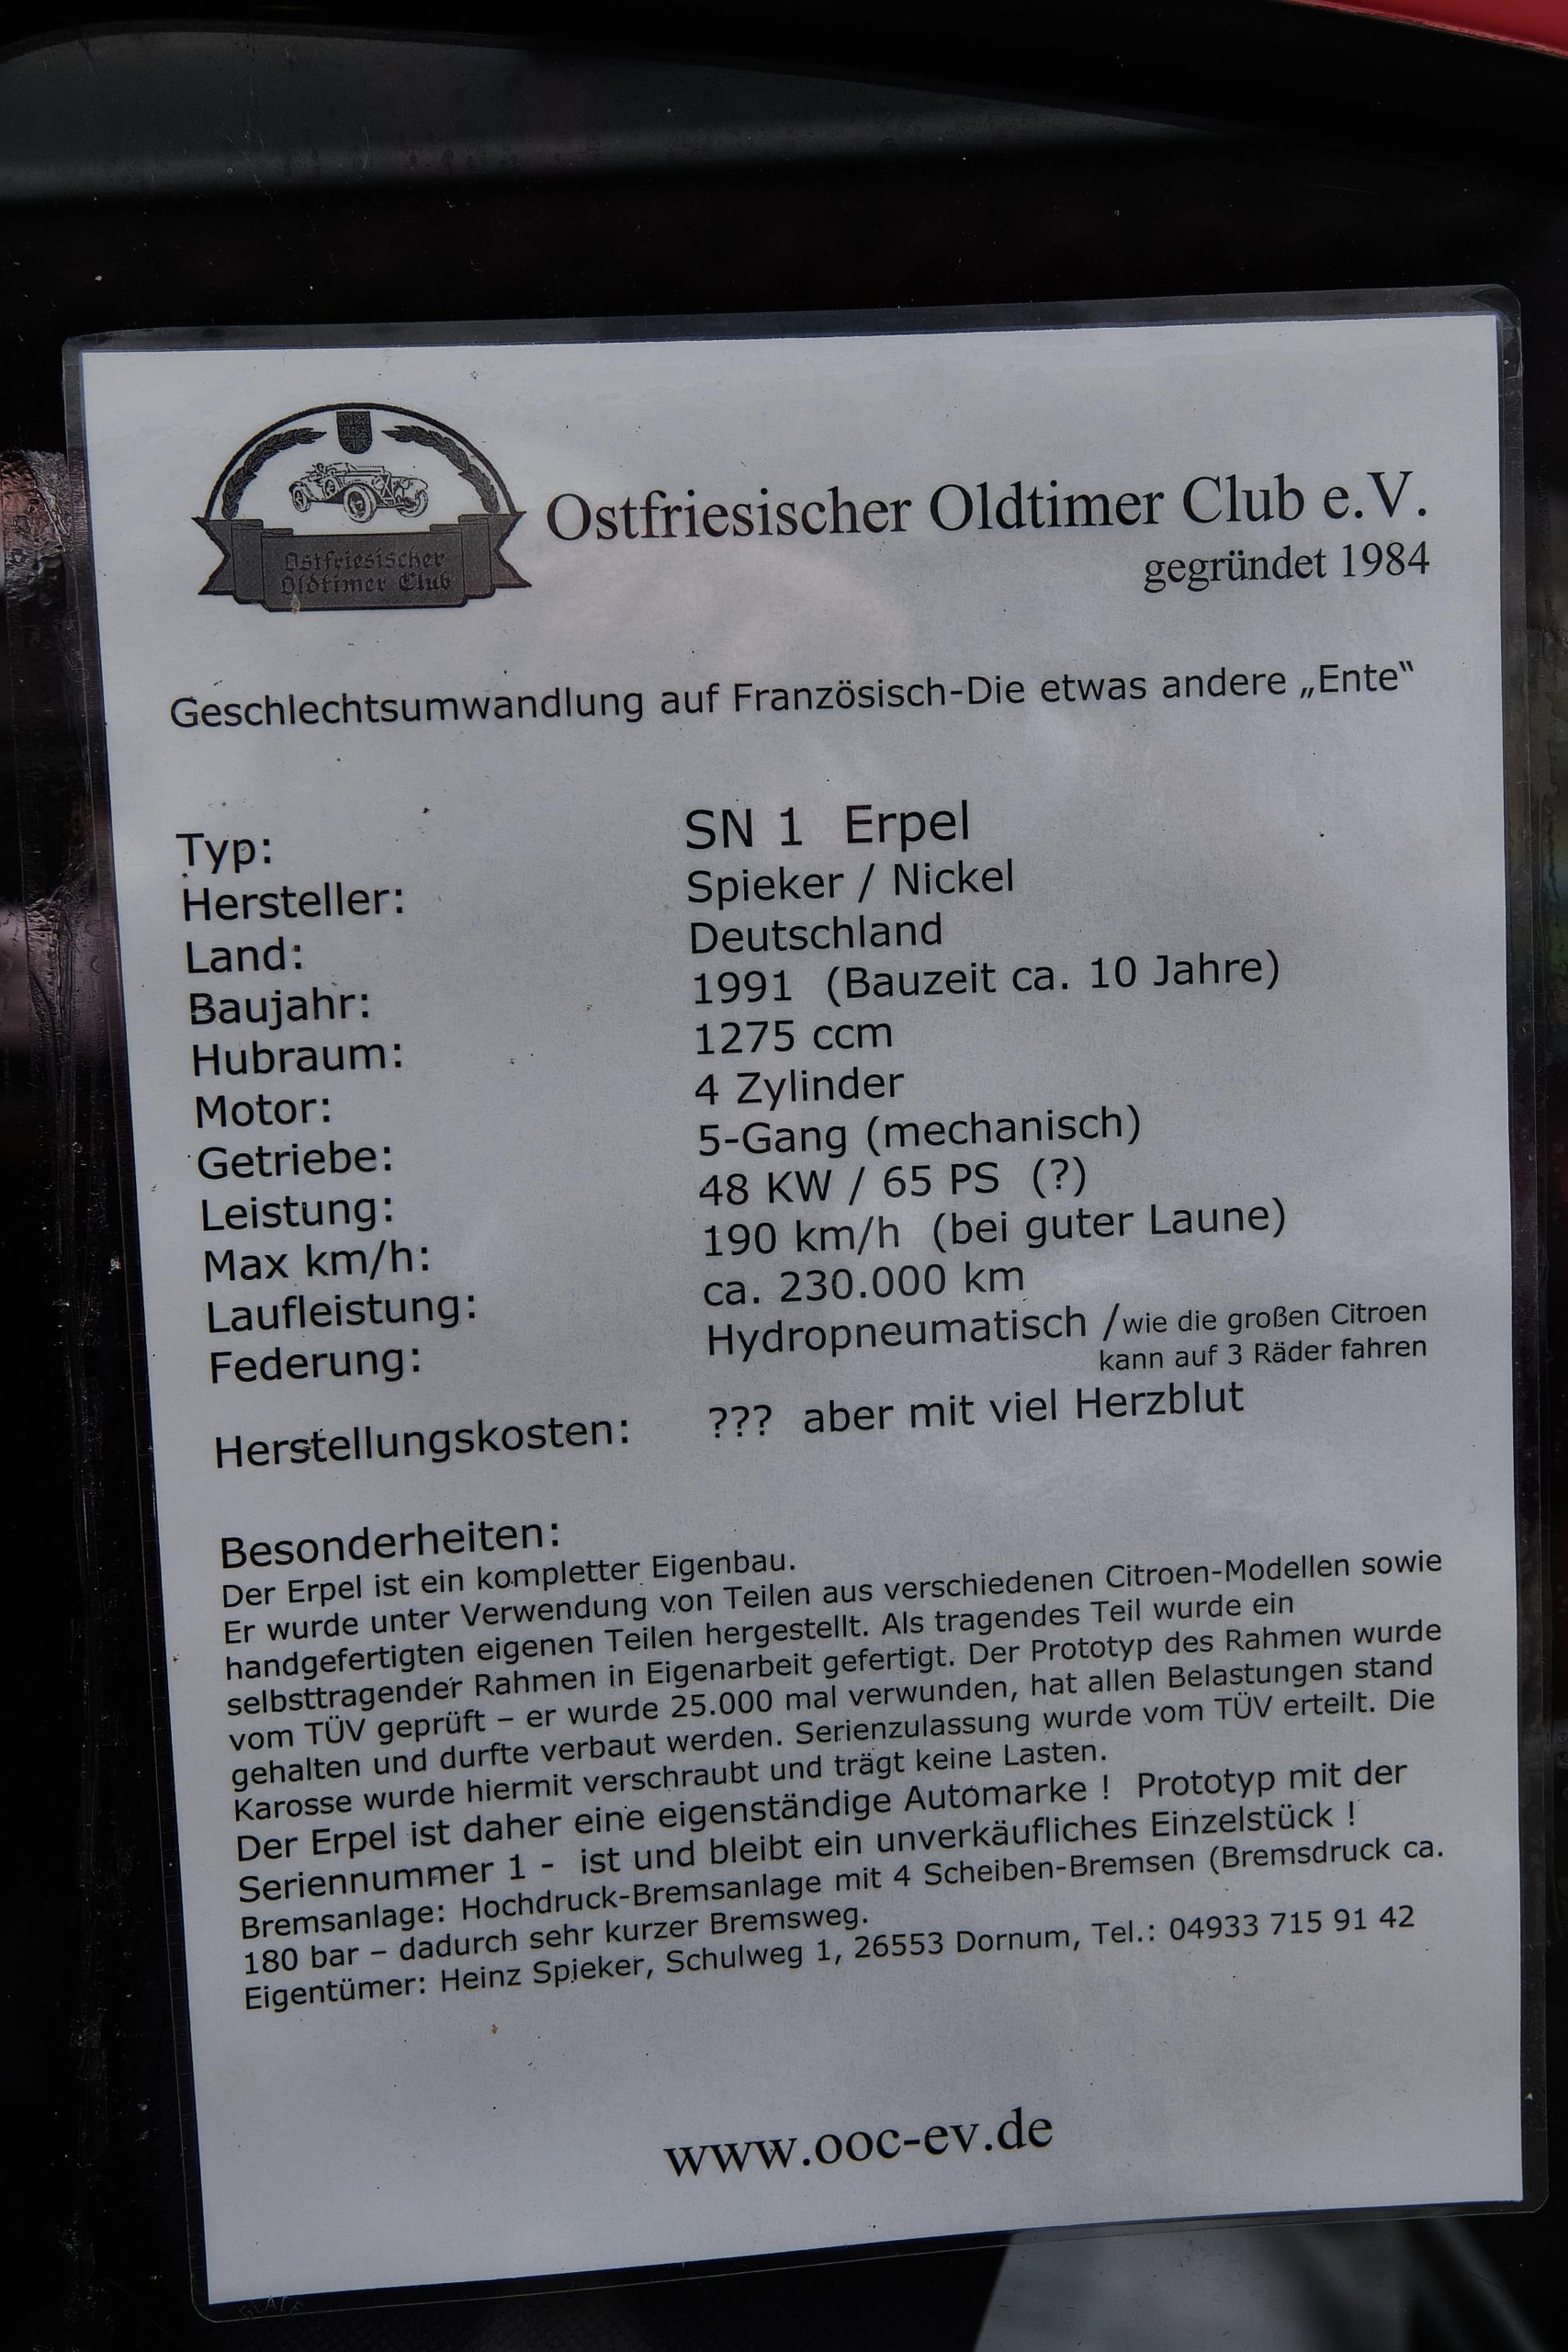 Ostfriesischer
Oldtimer Club
Ostfriesischer Oldtimer Club e.V.
gegründet 1984
Geschlechtsumwandlung auf Französisch-Die etwas andere „Ente“
Typ: SN 1 Erpel
Hersteller: Spieker / Nickel
Land: Deutschland
Baujahr: 1991 (Bauzeit ca. 10 Jahre)
Hubraum: 1275 ccm
Motor: 4 Zylinder
Getriebe: 5-Gang (mechanisch)
Leistung: 48 KW / 65 PS (?)
Max km/h: 190 km/h (bei guter Laune)
Laufleistung: ca. 230.000 km
Federung: Hydropneumatisch /wie die großen Citroen
kann auf 3 Räder fahren
Herstellungskosten: ??? aber mit viel Herzblut
Besonderheiten:
Der Erpel ist ein kompletter Eigenbau.
Er wurde unter Verwendung von Teilen aus verschiedenen Citroen-Modellen sowie
handgefertigten eigenen Teilen hergestellt. Als tragendes Teil wurde ein
selbsttragender Rahmen in Eigenarbeit gefertigt. Der Prototyp des Rahmen wurde
vom TÜV geprüft – er wurde 25.000 mal verwunden, hat allen Belastungen stand
gehalten und durfte verbaut werden. Serienzulassung wurde vom TÜV erteilt. Die
Karosse wurde hiermit verschraubt und trägt keine Lasten.
Der Erpel ist daher eine eigenständige Automarke ! Prototyp mit der
Seriennummer 1 - ist und bleibt ein unverkäufliches Einzelstück !
Bremsanlage: Hochdruck-Bremsanlage mit 4 Scheiben-Bremsen (Bremsdruck ca.
180 bar – dadurch sehr kurzer Bremsweg.
Eigentümer: Heinz Spieker, Schulweg 1, 26553 Dornum, Tel.: 04933 715 91 42
www.ooc-ev.de